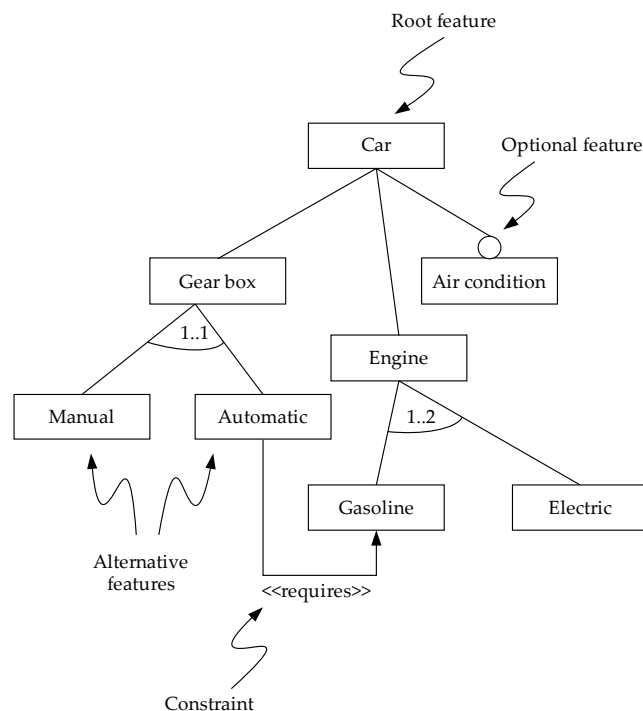 Root feature
Car
Optional feature
Gear box
Air condition
1..1
Engine
Manual
Automatic
1..2
Gasoline
Electric
Alternative
features
<<requires>>
Constraint